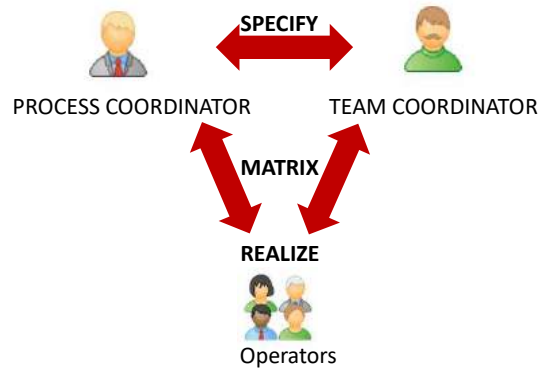 SPECIFY
PROCESS COORDINATOR
TEAM COORDINATOR
MATRIX
REALIZE
Operators